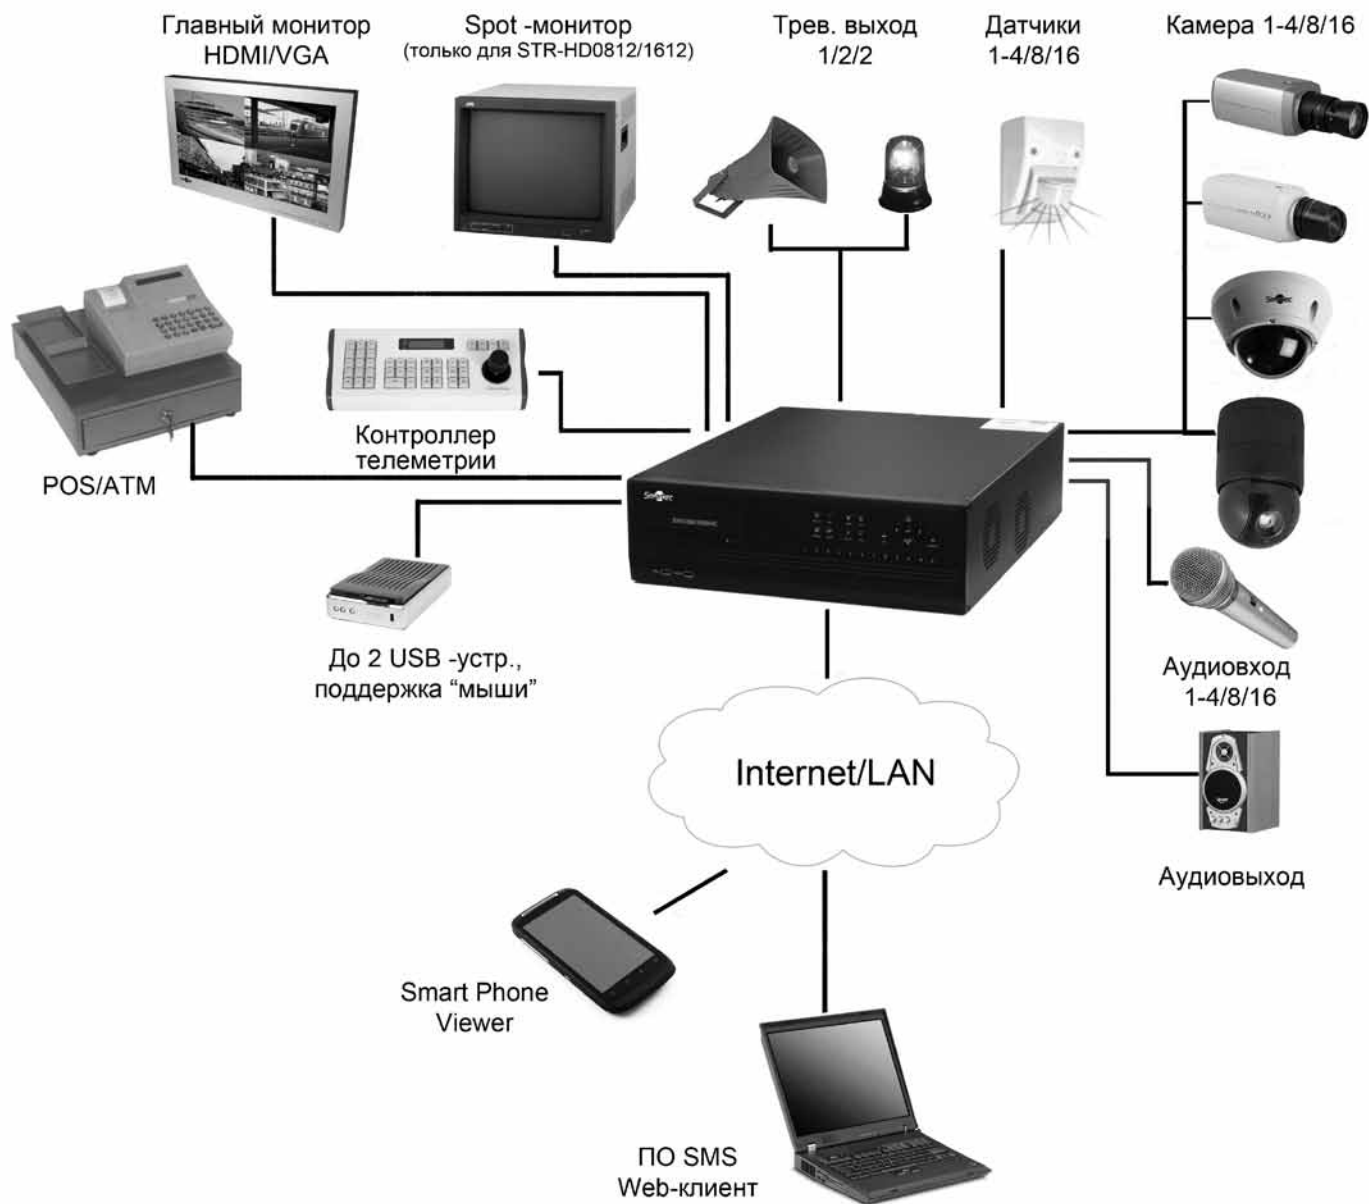 Главный монитор
HDMI/VGA
Spot -монитор
(только для STR-HD0812/1612)
Трев. выход
1/2/2
Датчики
1-4/8/16
Камера 1-4/8/16
Контроллер
телеметрии
POS/ATM
До 2 USB -устр.,
поддержка “мыши”
Аудиовход
1-4/8/16
Internet/LAN
Аудиовыход
Smart Phone
Viewer
ПО SMS
Web-клиент